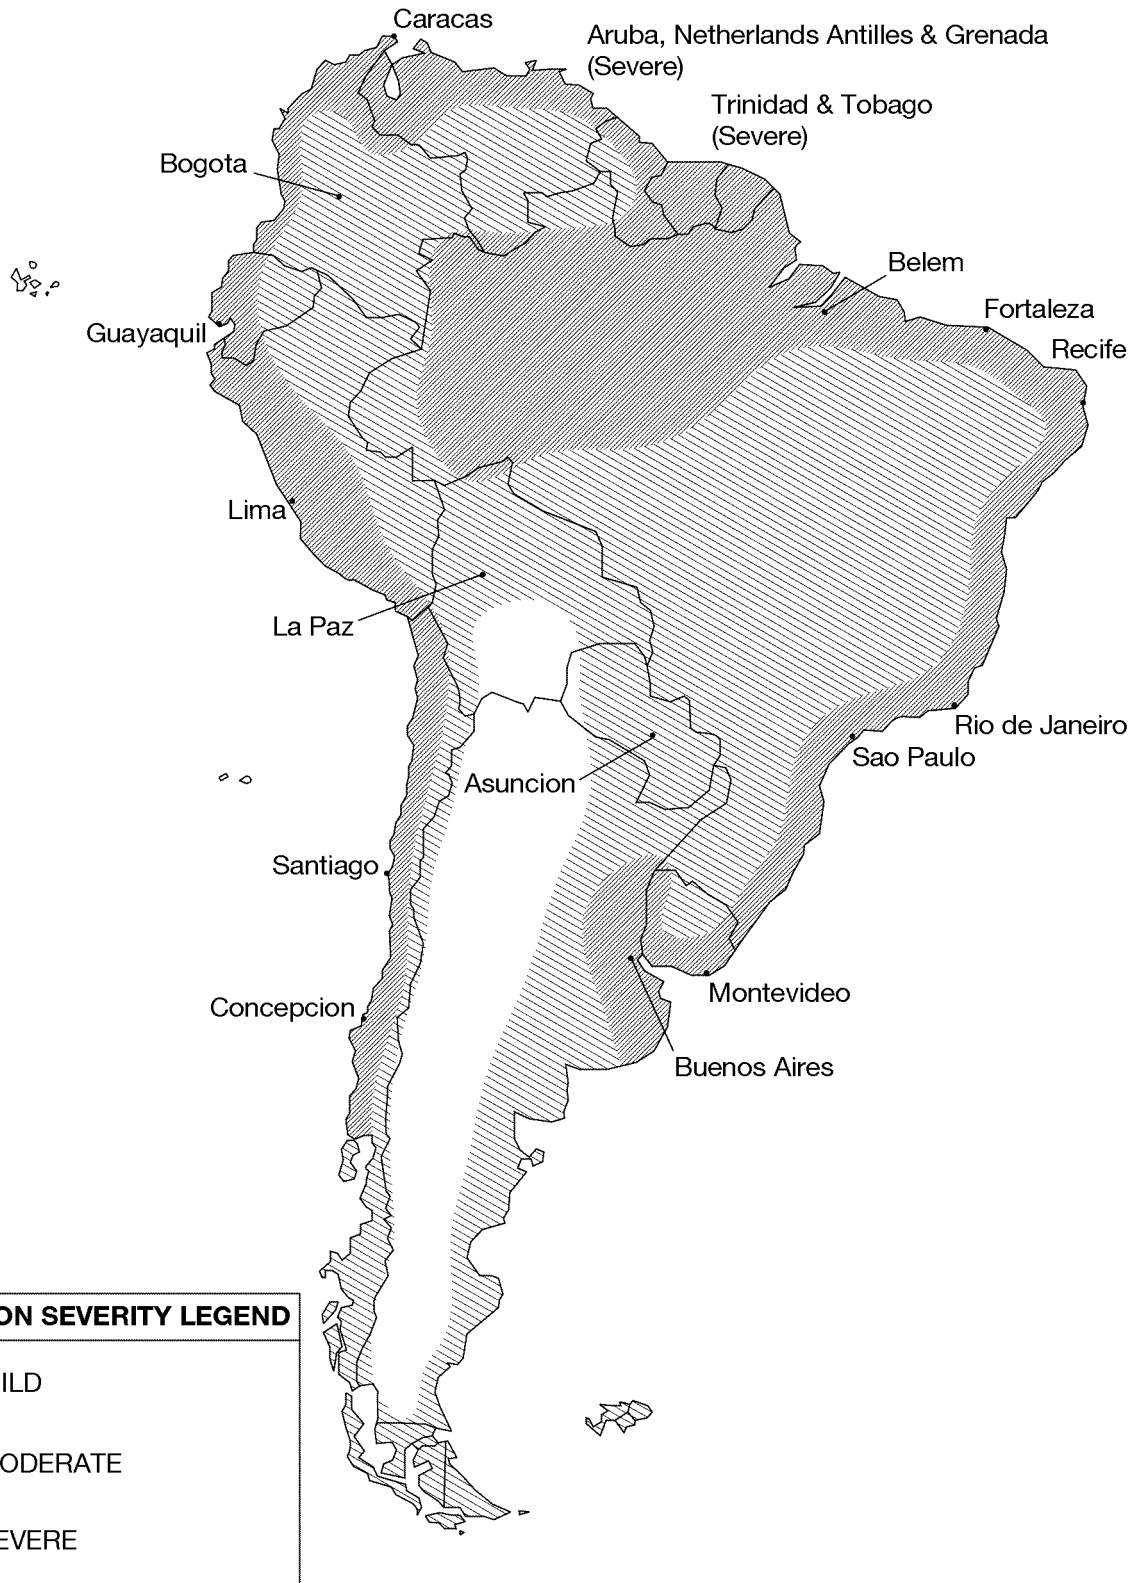 Caracas
Aruba, Netherlands Antilles & Grenada
(Severe)
Trinidad & Tobago
(Severe)
Bogota
Belem
Fortaleza
Guayaquil
Recife
Lima
La Paz
Rio de Janeiro
Sao Paulo
Asuncion
Santiago
Montevideo
Concepcion
Buenos Aires
ON SEVERITY LEGEND
ILD
ODERATE
EVERE